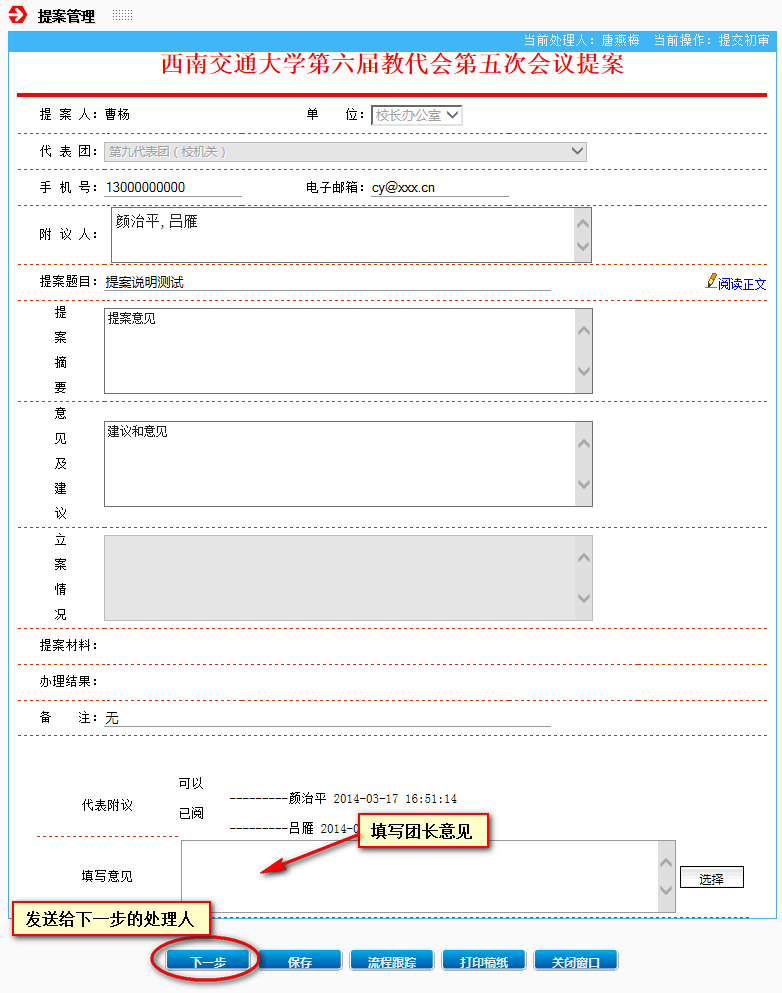 提案管理
当前处理人：唐燕梅 当前操作：提交初审
西南交通大学第六届教代会第五次会议提案
提 案 人：曹杨 单 位：校长办公室
代 表 团：第九代表团（校机关）
手 机 号：13000000000 电子邮箱：cy@xxx.cn
附 议 人：颜治平,吕雁
提案题目：提案说明测试 阅读正文
提案摘要 提案意见
意见及建议 建议和意见
立案情况
提案材料：
办理结果：
备 注：无
可以
---------颜治平 2014-03-17 16:51:14
代表附议
已阅
---------吕雁 2014-0
填写团长意见
填写意见 选择
发送给下一步的处理人
下一步 保存 流程跟踪 打印稿纸 关闭窗口